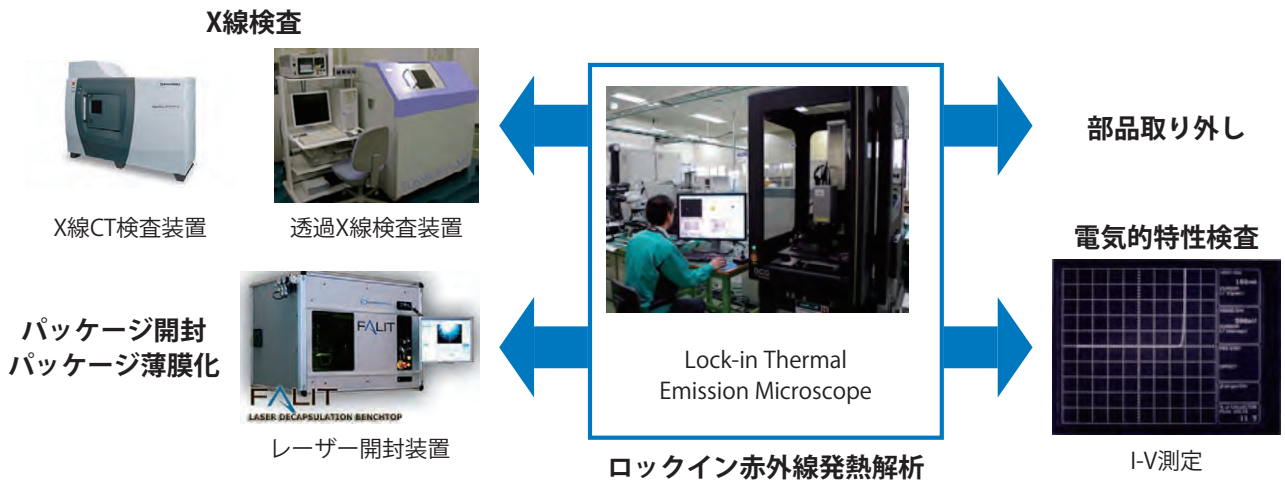 X線検査
X線CT検査装置
透過X線検査装置
パッケージ開封
パッケージ薄膜化
FALIT
FALIT
LASER DECAPSULATION BENCHTOP
レーザー開封装置
DCG
Lock-in Thermal
Emission Microscope
ロックイン赤外線発熱解析
部品取り外し
電気的特性検査
I-V測定